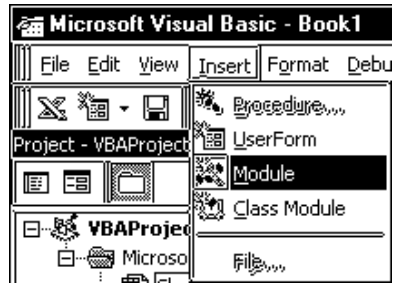 Microsoft Visual Basic - Book1
File Edit View Insert Format Debu
Procedure...
Project - VBAProject
UserForm
Module
Class Module
VBAProjec
Microso
File...